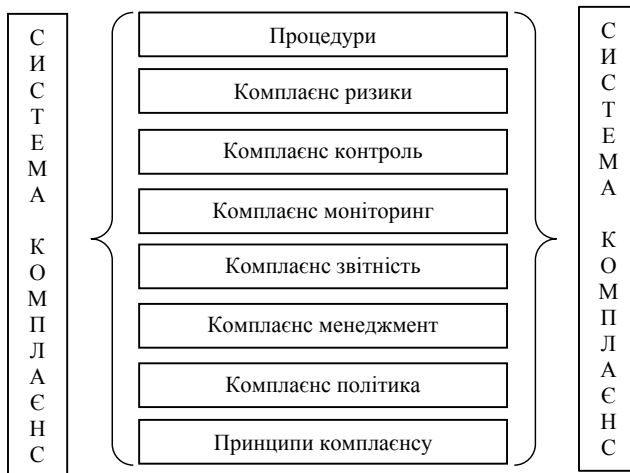 СИСТЕМА КОМПЛАЄНС
Процедури
Комплаєнс ризики
Комплаєнс контроль
Комплаєнс моніторинг
Комплаєнс звітність
Комплаєнс менеджмент
Комплаєнс політика
Принципи комплаєнсу
СИСТЕМА КОМПЛАЄНС